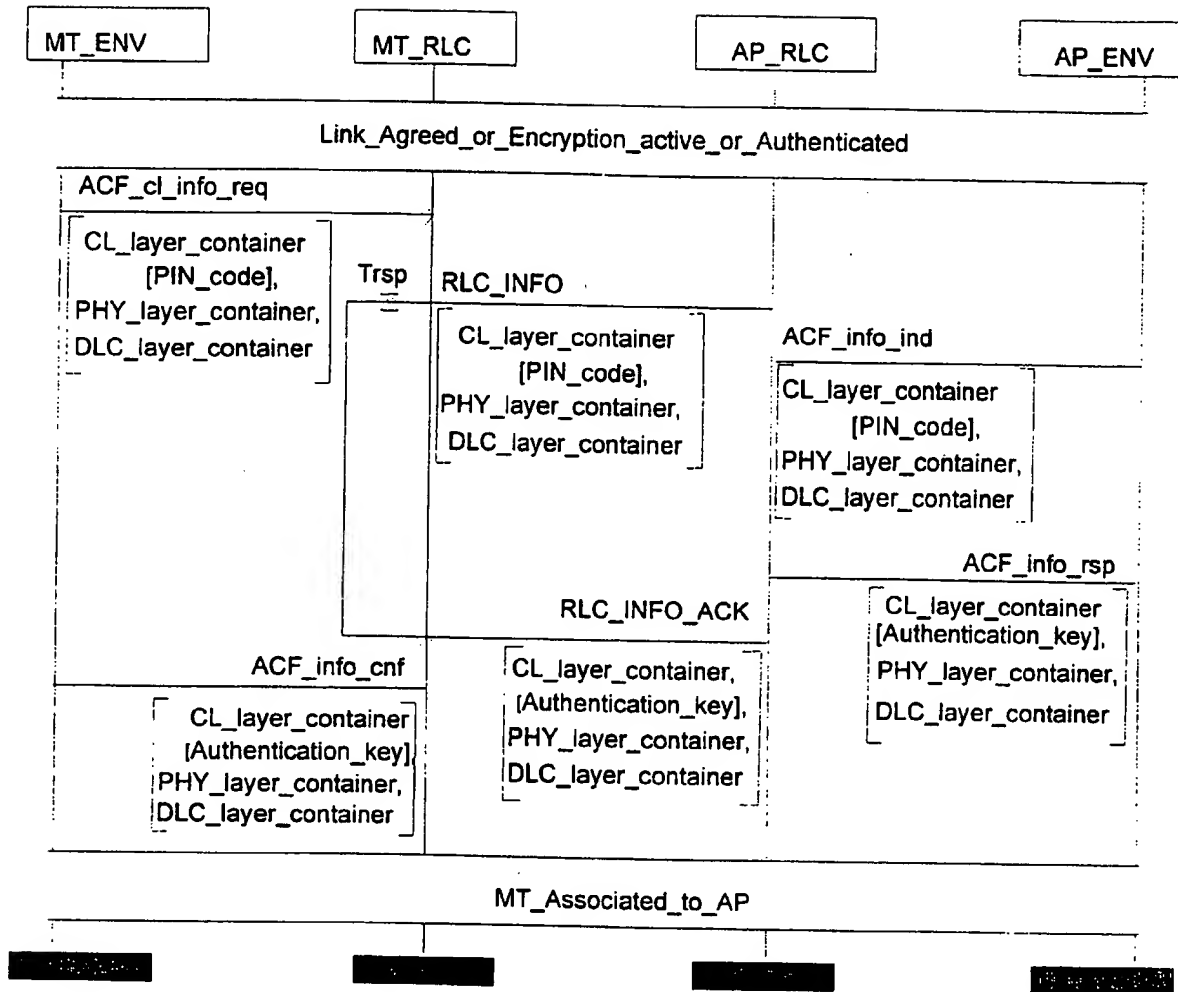 MT_ENV
MT_RLC
AP_RLC
AP_ENV
Link_Agreed_or_Encryption_active_or_Authenticated
ACF_cl_info_req
CL_layer_container
[PIN_code],
PHY_layer_container,
DLC_layer_container
Trsp
RLC_INFO
CL_layer_container
[PIN_code],
PHY_layer_container,
DLC_layer_container
ACF_info_ind
CL_layer_container
[PIN_code],
PHY_layer_container,
DLC_layer_container
ACF_info_rsp
CL_layer_container
[Authentication_key],
PHY_layer_container,
DLC_layer_container
RLC_INFO_ACK
CL_layer_container,
[Authentication_key],
PHY_layer_container,
DLC_layer_container
ACF_info_cnf
CL_layer_container
[Authentication_key]
PHY_layer_container,
DLC_layer_container
MT_Associated_to_AP